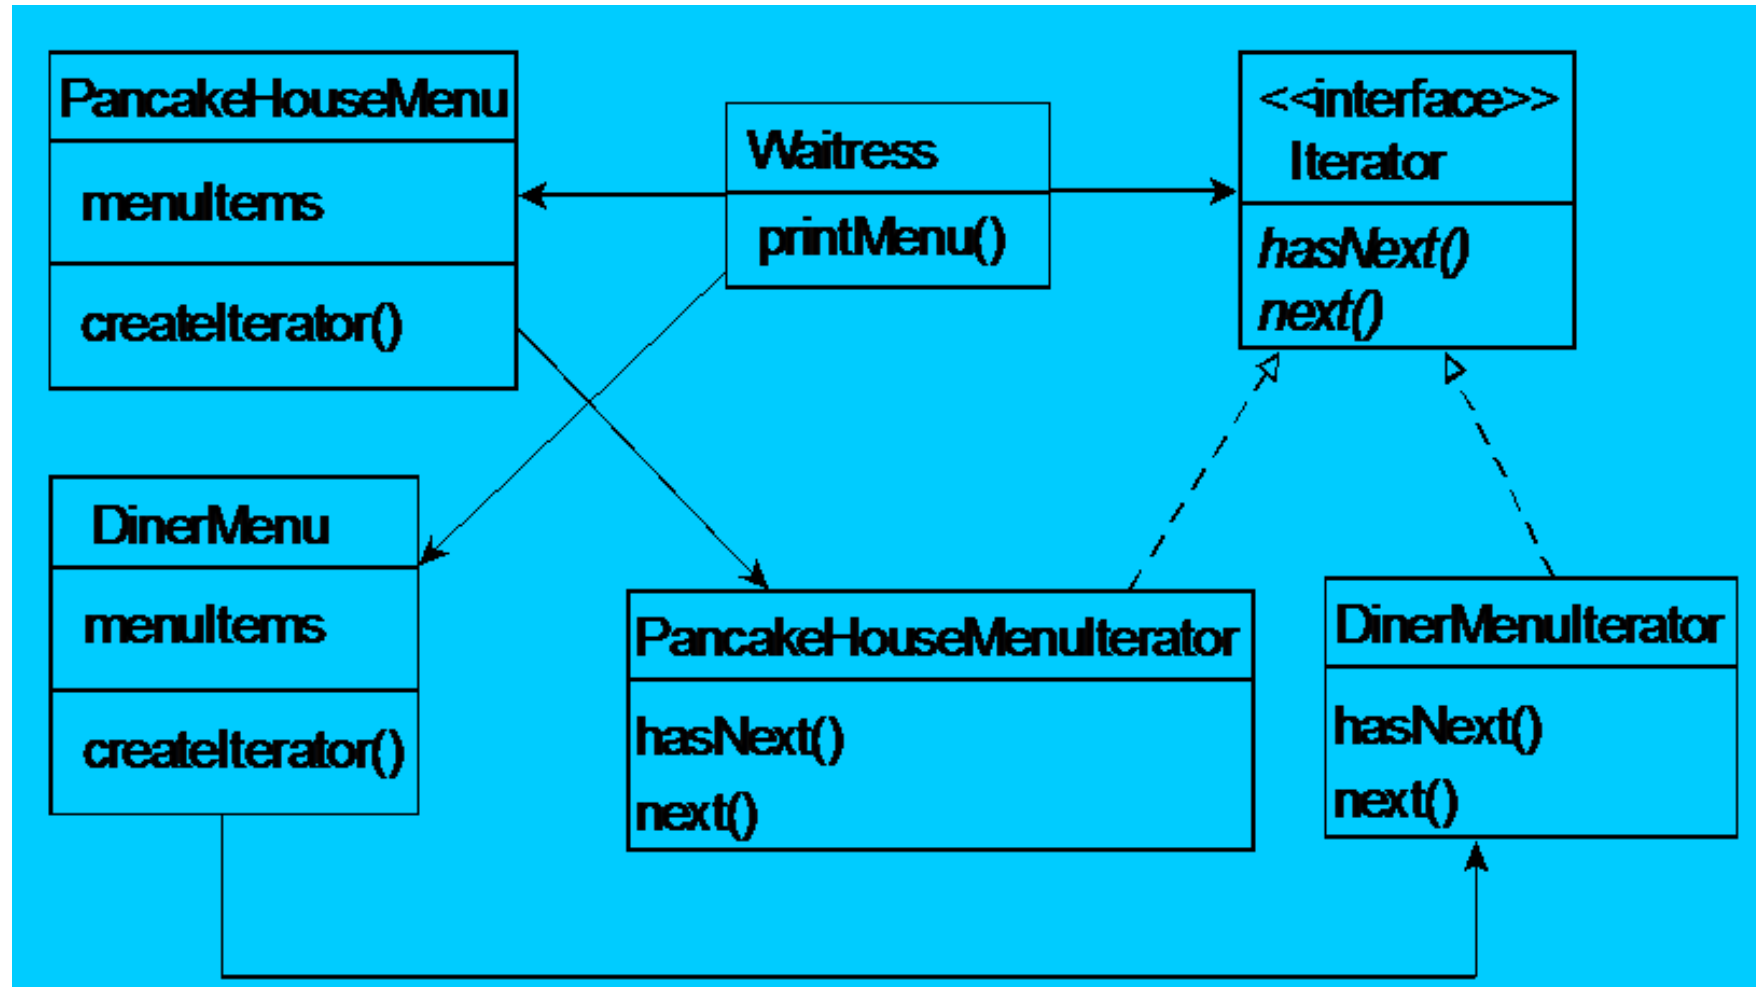 PancakeHouseMenu
menuItems
createIterator()
Waitress
printMenu()
<<interface>>
Iterator
hasNext()
next()
DinerMenu
menuItems
createIterator()
PancakeHouseMenuIterator
hasNext()
next()
DinerMenuIterator
hasNext()
next()